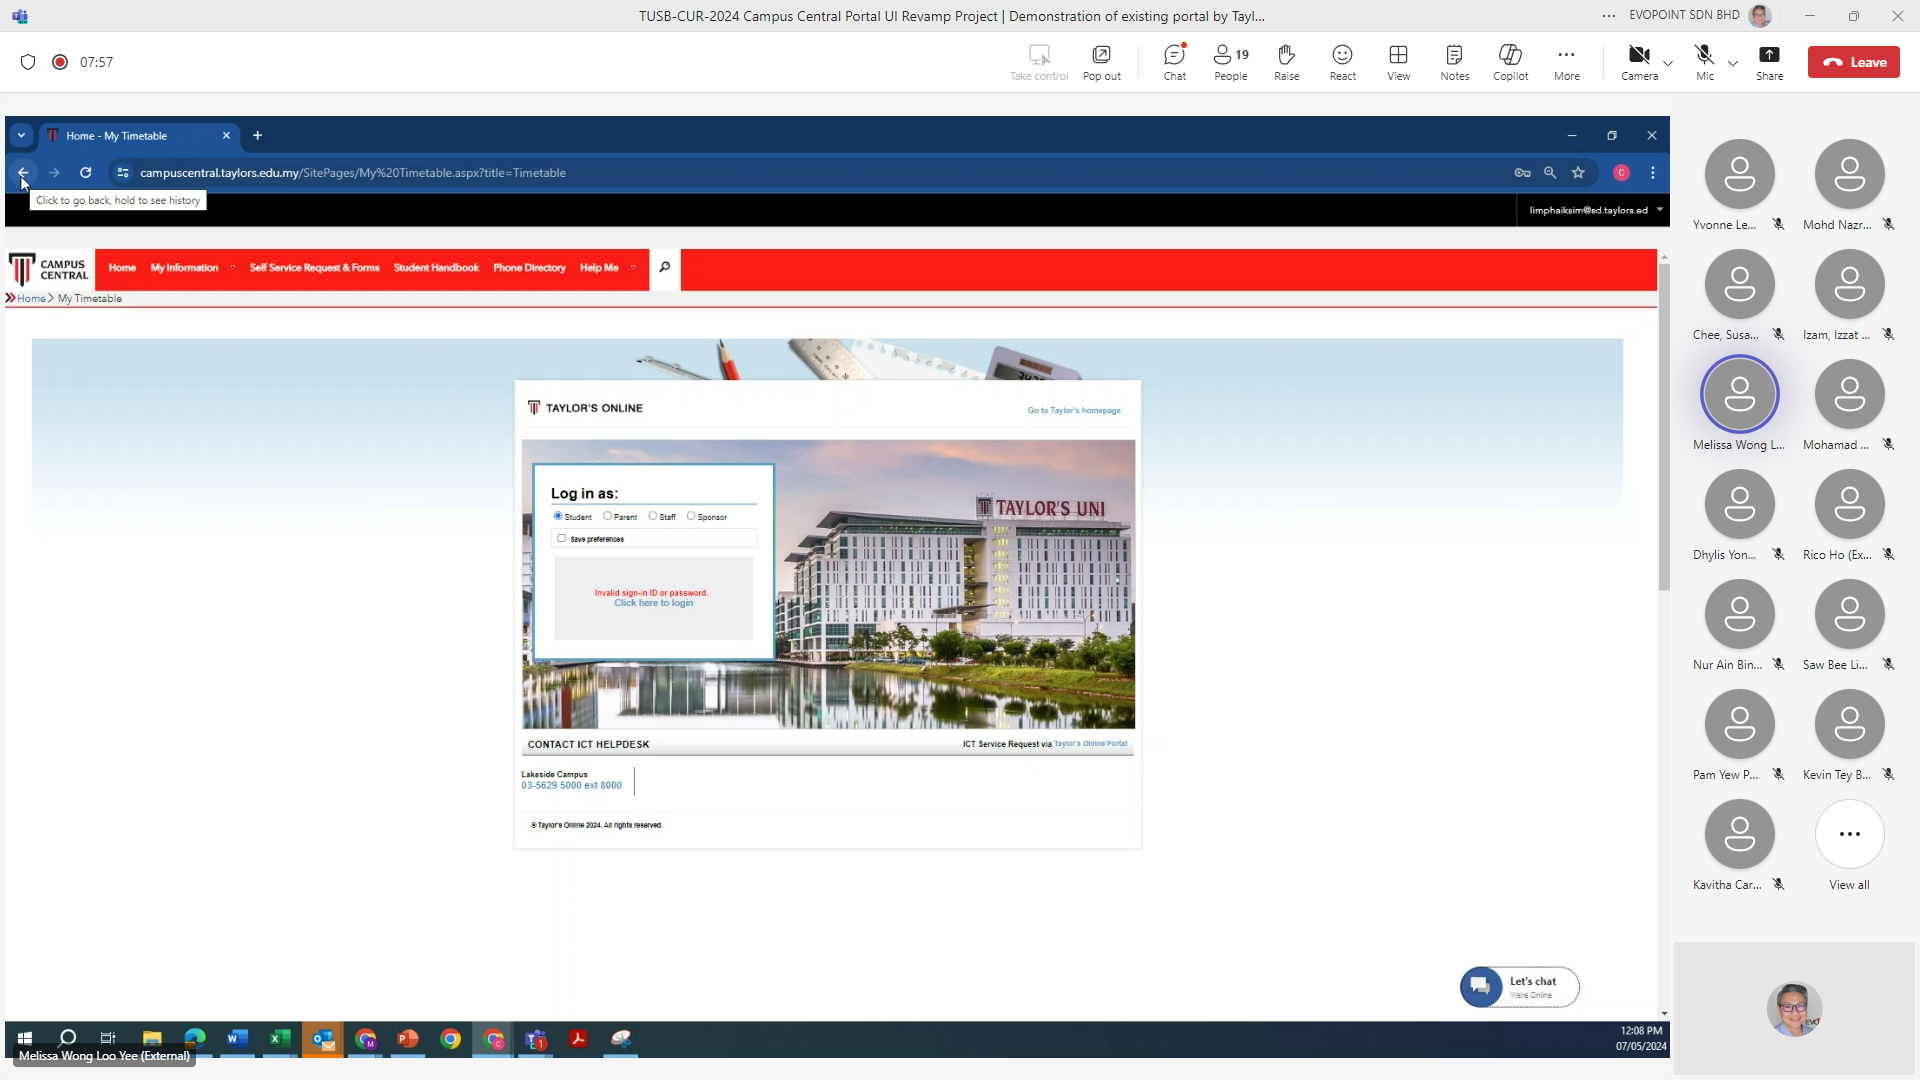 TUSB-CUR-2024 Campus Central Portal UI Revamp Project | Demonstration of existing portal by Tayl...
EVOPOINT SDN BHD
07:57
Take control
Pop out
Chat
19
People
Raise
React
View
Notes
Copilot
More
Camera
Mic
Share
Leave
Home - My Timetable
campuscentral.taylors.edu.my/SitePages/My%20Timetable.aspx?title=Timetable
C
Click to go back, hold to see history
limphaiksim@sd.taylors.ed
CAMPUS
CENTRAL
Home
My Information
Self Service Request & Forms
Student Handbook
Phone Directory
Help Me
Home > My Timetable
TAYLOR'S ONLINE
Go to Taylor's homepage
TAYLOR'S UNI
Log in as:
Student
Parent
Staff
Sponsor
Save preferences
Invalid sign-in ID or password.
Click here to login
CONTACT ICT HELPDESK
ICT Service Request via Taylor's Online Portal
Lakeside Campus
03-5629 5000 ext 8000
© Taylor's Online 2024. All rights reserved.
Let's chat
We're Online
12:08 PM
07/05/2024
Melissa Wong Loo Yee (External)
Yvonne Le...
Mohd Nazr...
Chee, Susa...
Izam, Izzat ...
Melissa Wong L...
Mohamad ...
Dhylis Yon...
Rico Ho (Ex...
Nur Ain Bin...
Saw Bee Li...
Pam Yew P...
Kevin Tey B...
Kavitha Car...
View all